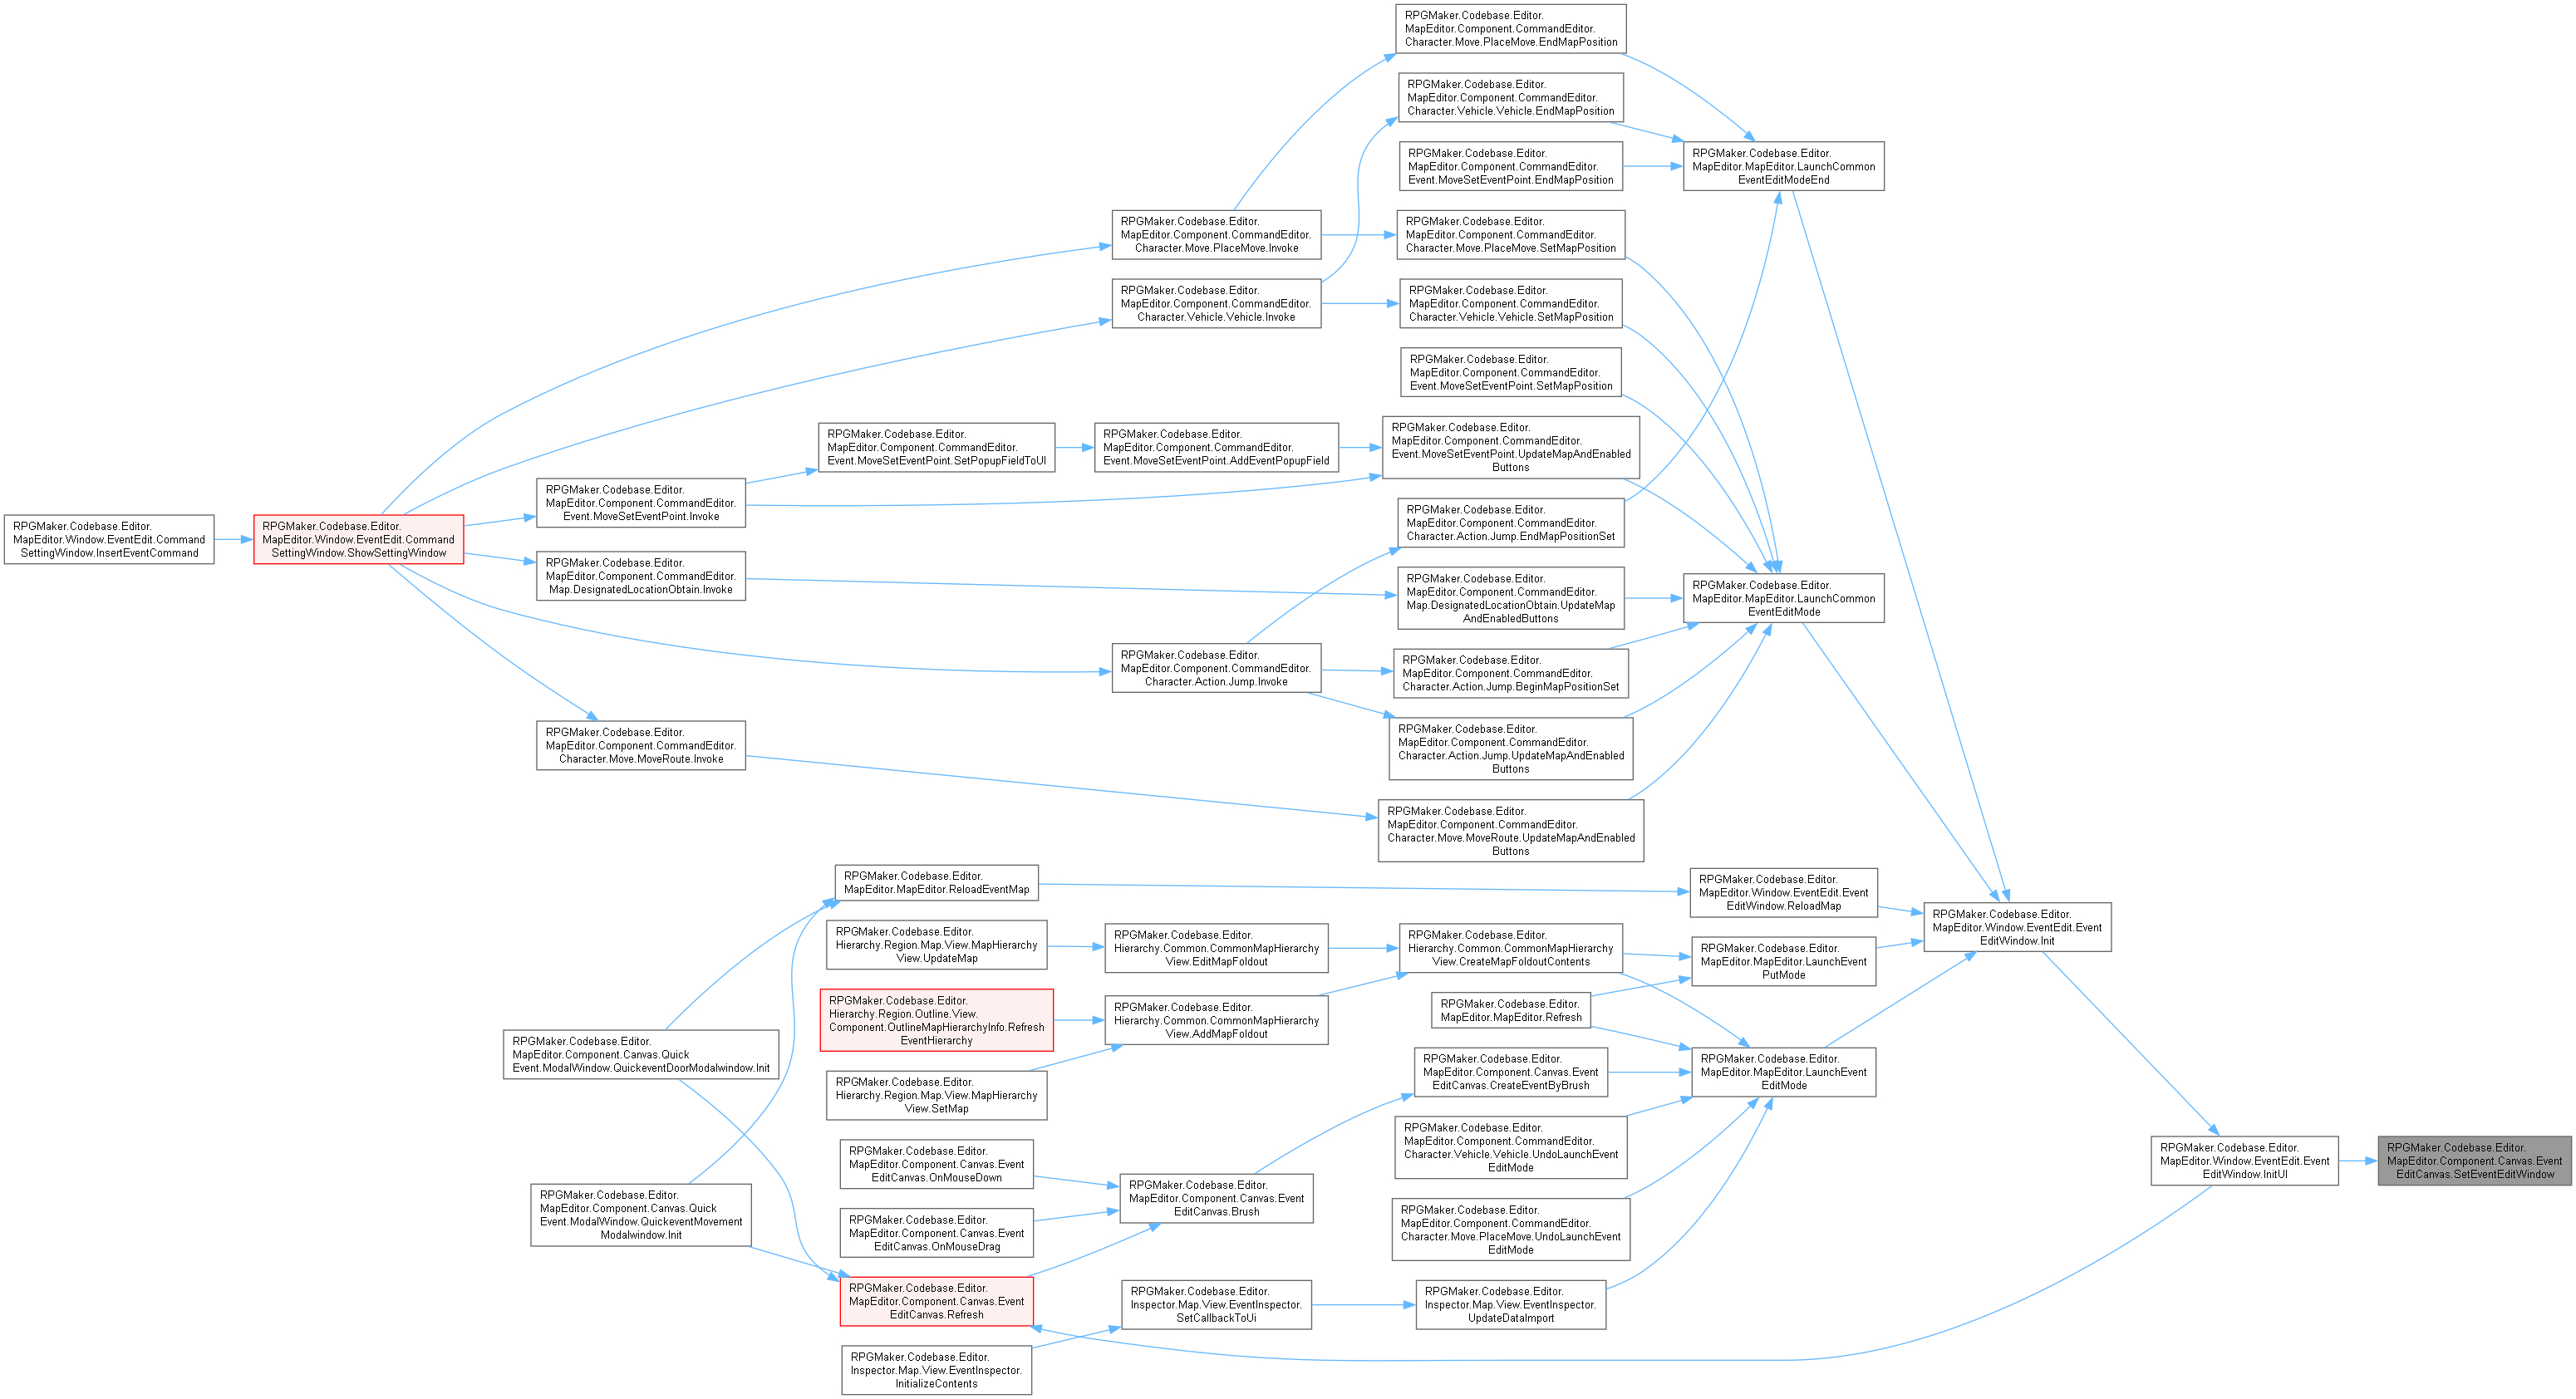 RPGMaker.Codebase.Editor.
MapEditor.Component.CommandEditor.
Character.Move.PlaceMove.EndMapPosition
RPGMaker.Codebase.Editor.
MapEditor.Component.CommandEditor.
Character.Vehicle.Vehicle.EndMapPosition
RPGMaker.Codebase.Editor.
MapEditor.Component.CommandEditor.
Event.MoveSetEventPoint.EndMapPosition
RPGMaker.Codebase.Editor.
MapEditor.MapEditor.LaunchCommon
EventEditModeEnd
RPGMaker.Codebase.Editor.
MapEditor.Component.CommandEditor.
Character.Move.PlaceMove.Invoke
RPGMaker.Codebase.Editor.
MapEditor.Component.CommandEditor.
Character.Move.PlaceMove.SetMapPosition
RPGMaker.Codebase.Editor.
MapEditor.Component.CommandEditor.
Character.Vehicle.Vehicle.Invoke
RPGMaker.Codebase.Editor.
MapEditor.Component.CommandEditor.
Character.Vehicle.Vehicle.SetMapPosition
RPGMaker.Codebase.Editor.
MapEditor.Component.CommandEditor.
Event.MoveSetEventPoint.SetMapPosition
RPGMaker.Codebase.Editor.
MapEditor.Component.CommandEditor.
Event.MoveSetEventPoint.SetPopupFieldToUI
RPGMaker.Codebase.Editor.
MapEditor.Component.CommandEditor.
Event.MoveSetEventPoint.AddEventPopupField
RPGMaker.Codebase.Editor.
MapEditor.Component.CommandEditor.
Event.MoveSetEventPoint.UpdateMapAndEnabled
Buttons
RPGMaker.Codebase.Editor.
MapEditor.Component.CommandEditor.
Event.MoveSetEventPoint.Invoke
RPGMaker.Codebase.Editor.
MapEditor.Component.CommandEditor.
Character.Action.Jump.EndMapPositionSet
RPGMaker.Codebase.Editor.
MapEditor.Window.EventEdit.Command
SettingWindow.InsertEventCommand
RPGMaker.Codebase.Editor.
MapEditor.Window.EventEdit.Command
SettingWindow.ShowSettingWindow
RPGMaker.Codebase.Editor.
MapEditor.Component.CommandEditor.
Map.DesignatedLocationObtain.Invoke
RPGMaker.Codebase.Editor.
MapEditor.Component.CommandEditor.
Map.DesignatedLocationObtain.UpdateMap
AndEnabledButtons
RPGMaker.Codebase.Editor.
MapEditor.MapEditor.LaunchCommon
EventEditMode
RPGMaker.Codebase.Editor.
MapEditor.Component.CommandEditor.
Character.Action.Jump.Invoke
RPGMaker.Codebase.Editor.
MapEditor.Component.CommandEditor.
Character.Action.Jump.BeginMapPositionSet
RPGMaker.Codebase.Editor.
MapEditor.Component.CommandEditor.
Character.Move.MoveRoute.Invoke
RPGMaker.Codebase.Editor.
MapEditor.Component.CommandEditor.
Character.Action.Jump.UpdateMapAndEnabled
Buttons
RPGMaker.Codebase.Editor.
MapEditor.Component.CommandEditor.
Character.Move.MoveRoute.UpdateMapAndEnabled
Buttons
RPGMaker.Codebase.Editor.
MapEditor.MapEditor.ReloadEventMap
RPGMaker.Codebase.Editor.
MapEditor.Window.EventEdit.Event
EditWindow.ReloadMap
RPGMaker.Codebase.Editor.
MapEditor.Window.EventEdit.Event
EditWindow.Init
RPGMaker.Codebase.Editor.
Hierarchy.Region.Map.View.MapHierarchy
View.UpdateMap
RPGMaker.Codebase.Editor.
Hierarchy.Common.CommonMapHierarchy
View.EditMapFoldout
RPGMaker.Codebase.Editor.
Hierarchy.Common.CommonMapHierarchy
View.CreateMapFoldoutContents
RPGMaker.Codebase.Editor.
MapEditor.MapEditor.LaunchEvent
PutMode
RPGMaker.Codebase.Editor.
Hierarchy.Region.Outline.View.
Component.OutlineMapHierarchyInfo.Refresh
EventHierarchy
RPGMaker.Codebase.Editor.
Hierarchy.Common.CommonMapHierarchy
View.AddMapFoldout
RPGMaker.Codebase.Editor.
MapEditor.MapEditor.Refresh
RPGMaker.Codebase.Editor.
MapEditor.Component.Canvas.Quick
Event.ModalWindow.QuickeventDoorModalwindow.Init
RPGMaker.Codebase.Editor.
MapEditor.Component.Canvas.Event
EditCanvas.CreateEventByBrush
RPGMaker.Codebase.Editor.
MapEditor.MapEditor.LaunchEvent
EditMode
RPGMaker.Codebase.Editor.
Hierarchy.Region.Map.View.MapHierarchy
View.SetMap
RPGMaker.Codebase.Editor.
MapEditor.Component.CommandEditor.
Character.Vehicle.Vehicle.UndoLaunchEvent
EditMode
RPGMaker.Codebase.Editor.
MapEditor.Component.Canvas.Event
EditCanvas.OnMouseDown
RPGMaker.Codebase.Editor.
MapEditor.Window.EventEdit.Event
EditWindow.InitUI
RPGMaker.Codebase.Editor.
MapEditor.Component.Canvas.Event
EditCanvas.SetEventEditWindow
RPGMaker.Codebase.Editor.
MapEditor.Component.Canvas.Quick
Event.ModalWindow.QuickeventMovement
Modalwindow.Init
RPGMaker.Codebase.Editor.
MapEditor.Component.Canvas.Event
EditCanvas.Brush
RPGMaker.Codebase.Editor.
MapEditor.Component.CommandEditor.
Character.Move.PlaceMove.UndoLaunchEvent
EditMode
RPGMaker.Codebase.Editor.
MapEditor.Component.Canvas.Event
EditCanvas.OnMouseDrag
RPGMaker.Codebase.Editor.
MapEditor.Component.Canvas.Event
EditCanvas.Refresh
RPGMaker.Codebase.Editor.
Inspector.Map.View.EventInspector.
SetCallbackToUi
RPGMaker.Codebase.Editor.
Inspector.Map.View.EventInspector.
UpdateDataImport
RPGMaker.Codebase.Editor.
Inspector.Map.View.EventInspector.
InitializeContents